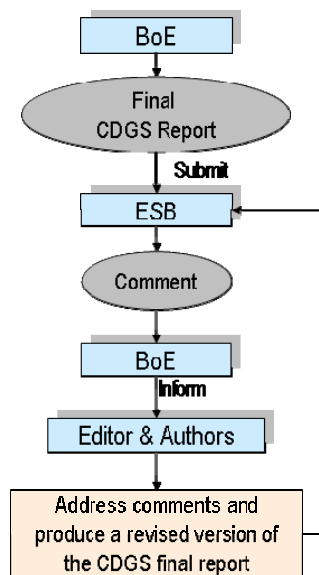 BoE
Final
CDGS Report
Submit
ESB
Comment
BoE
Inform
Editor & Authors
Address comments and
produce a revised version of
the CDGS final report